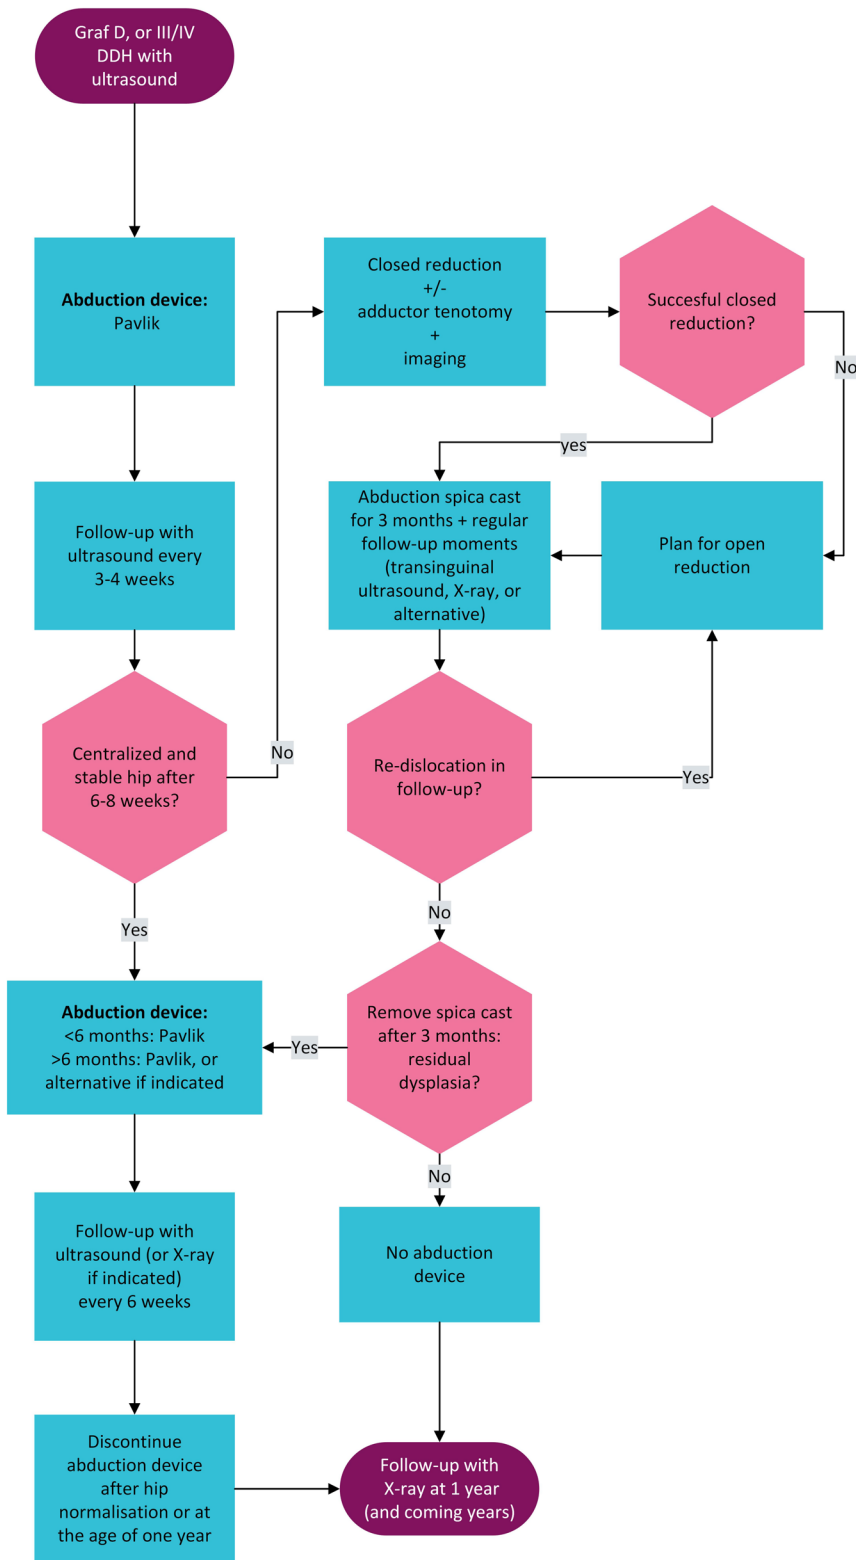 Graf D, or III/IV
DDH with
ultrasound
Abduction device:
Pavlik
Follow-up with
ultrasound every
3-4 weeks
Centralized and
stable hip after
6-8 weeks?
No
Yes
Closed reduction
+/-
adductor tenotomy
+
imaging
Succesful closed
reduction?
No
yes
Abduction spica cast
for 3 months + regular
follow-up moments
(transinguinal
ultrasound, X-ray, or
alternative)
Plan for open
reduction
Re-dislocation in
follow-up?
Yes
No
Remove spica cast
after 3 months:
residual
dysplasia?
Yes
No
Abduction device:
<6 months: Pavlik
>6 months: Pavlik, or
alternative if indicated
Follow-up with
ultrasound (or X-ray
if indicated)
every 6 weeks
No abduction
device
Discontinue
abduction device
after hip
normalisation or at
the age of one year
Follow-up with
X-ray at 1 year
(and coming years)